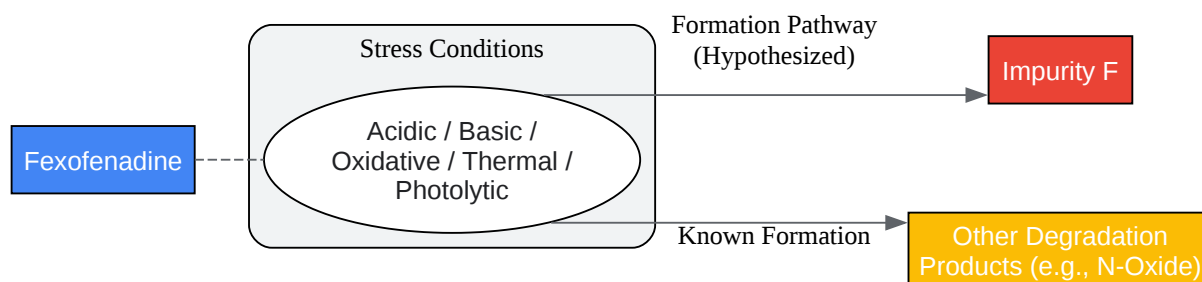 Fexofenadine
Stress Conditions
Acidic / Basic /
Oxidative / Thermal /
Photolytic
Formation Pathway
(Hypothesized)
Impurity F
Known Formation
Other Degradation
Products (e.g., N-Oxide)